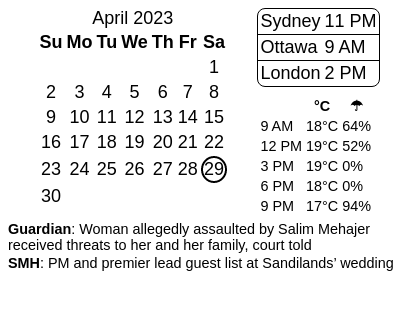 April 2023
Su Mo Tu We Th Fr Sa
1
2 3 4 5 6 7 8
9 10 11 12 13 14 15
16 17 18 19 20 21 22
23 24 25 26 27 28 29
30
Sydney 11 PM
Ottawa 9 AM
London 2 PM
°C ☂
9 AM 18°C 64%
12 PM 19°C 52%
3 PM 19°C 0%
6 PM 18°C 0%
9 PM 17°C 94%
Guardian: Woman allegedly assaulted by Salim Mehajer
received threats to her and her family, court told
SMH: PM and premier lead guest list at Sandilands’ wedding